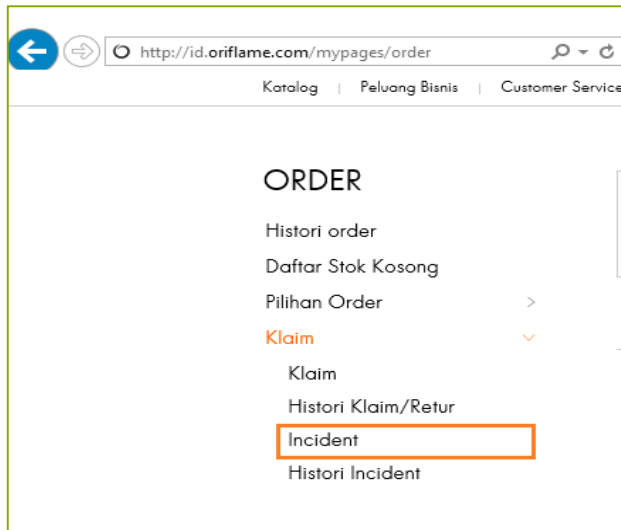 http://id.oriflame.com/mypages/order
Katalog | Peluang Bisnis | Customer Service
ORDER
Histori order
Daftar Stok Kosong
Pilihan Order
Klaim
Klaim
Histori Klaim/Retur
Incident
Histori Incident